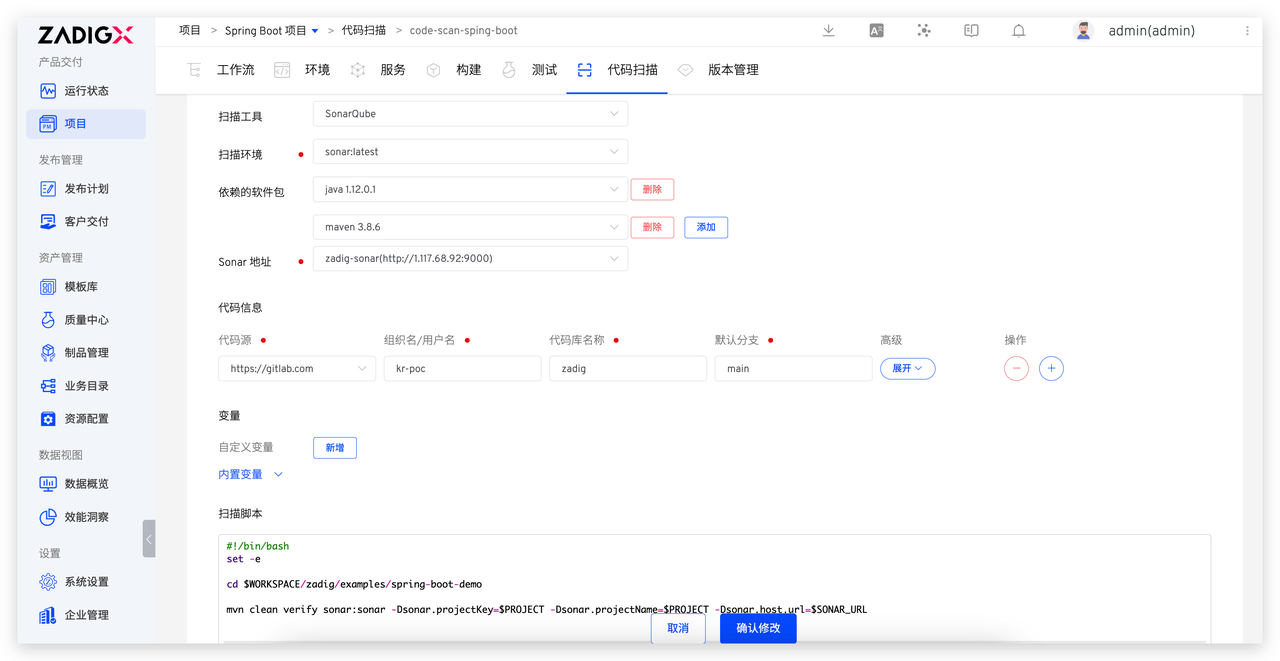 ZADIGX
项目 > Spring Boot 项目 > 代码扫描 > code-scan-sping-boot
admin(admin)
产品交付
运行状态
项目
发布管理
发布计划
客户交付
资产管理
模板库
质量中心
制品管理
业务目录
资源配置
数据视图
数据概览
效能洞察
设置
系统设置
企业管理
工作流 环境 服务 构建 测试 代码扫描 版本管理
扫描工具 SonarQube
扫描环境 sonar:latest
依赖的软件包 java 1.12.0.1 删除
maven 3.8.6 删除 添加
Sonar 地址 zadig-sonar(http://1.117.68.92:9000)
代码信息
代码源 组织名/用户名 代码库名称 默认分支 高级 操作
https://gitlab.com kr-poc zadig main 展开
变量
自定义变量 新增
内置变量
扫描脚本
#!/bin/bash
set -e
cd $WORKSPACE/zadig/examples/spring-boot-demo
mvn clean verify sonar:sonar -Dsonar.projectKey=$PROJECT -Dsonar.projectName=$PROJECT -Dsonar.host.url=$SONAR_URL
取消 确认修改